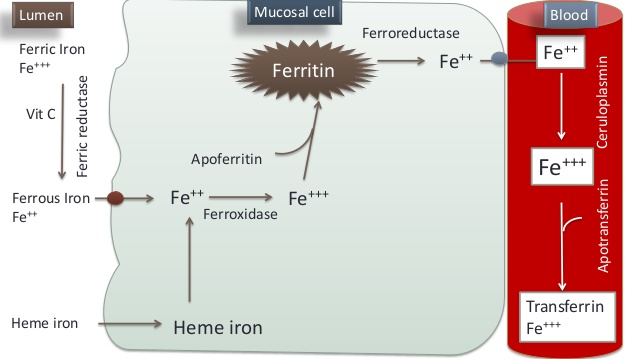 Lumen
Mucosal cell
Blood
Ferric Iron
Fe+++
Vit C
Ferric reductase
Ferrous Iron
Fe++
Heme iron
Heme iron
Fe++
Ferroxidase
Fe+++
Apoferritin
Ferritin
Ferroreductase
Fe++
Fe++
Ceruloplasmin
Fe+++
Apotransferrin
Transferrin
Fe+++